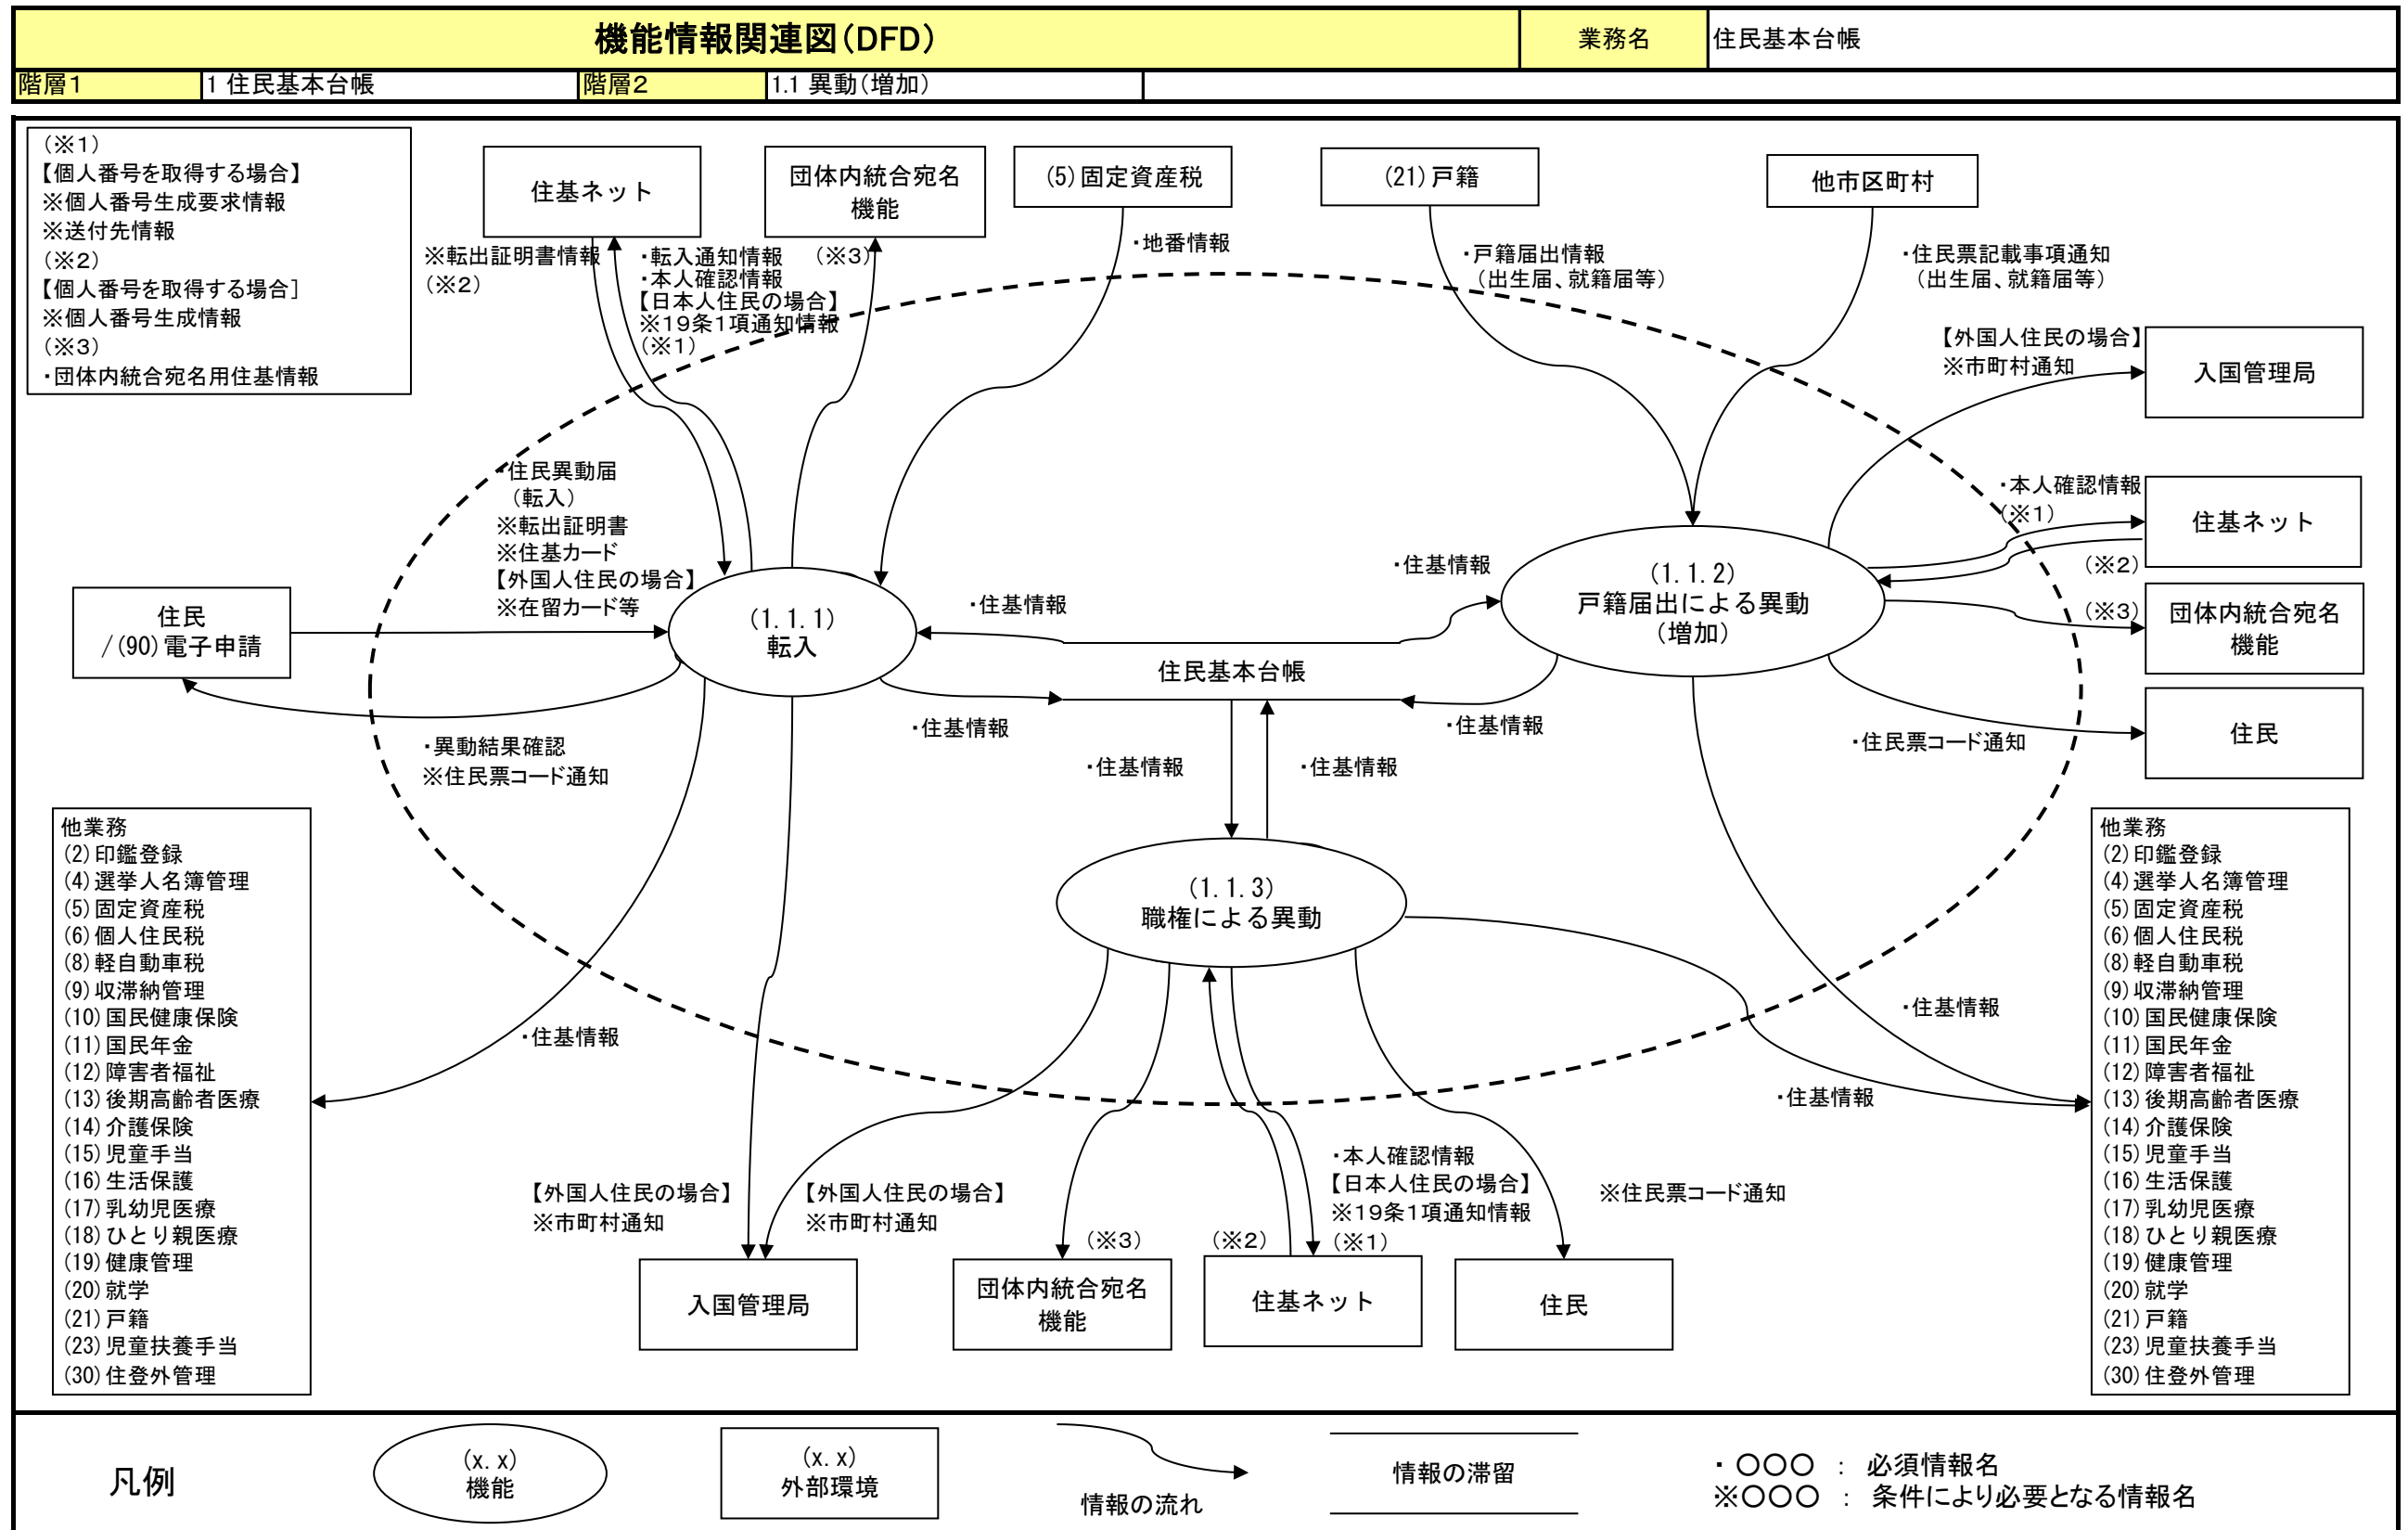 機能情報関連図(DFD)
業務名
住民基本台帳
階層1
1 住民基本台帳
階層2
1.1 異動(増加)
(※1)
【個人番号を取得する場合】
※個人番号生成要求情報
※送付先情報
(※2)
【個人番号を取得する場合]
※個人番号生成情報
(※3)
・団体内統合宛名用住基情報
住基ネット
団体内統合宛名
機能
(5)固定資産税
(21)戸籍
他市区町村
※転出証明書情報
(※2)
・転入通知情報
・本人確認情報
【日本人住民の場合】
※19条1項通知情報
(※1)
(※3)
・地番情報
・戸籍届出情報
(出生届、就籍届等)
・住民票記載事項通知
(出生届、就籍届等)
【外国人住民の場合】
※市町村通知
入国管理局
・住民異動届
(転入)
※転出証明書
※住基カード
【外国人住民の場合】
※在留カード等
・本人確認情報
(※1)
住基ネット
(※2)
住民
/(90)電子申請
(1.1.1)
転入
・住基情報
・住基情報
(1.1.2)
戸籍届出による異動
(増加)
(※3)
団体内統合宛名
機能
住民基本台帳
・住基情報
・住基情報
・住民票コード通知
住民
・異動結果確認
※住民票コード通知
・住基情報
・住基情報
他業務
(2)印鑑登録
(4)選挙人名簿管理
(5)固定資産税
(6)個人住民税
(8)軽自動車税
(9)収滞納管理
(10)国民健康保険
(11)国民年金
(12)障害者福祉
(13)後期高齢者医療
(14)介護保険
(15)児童手当
(16)生活保護
(17)乳幼児医療
(18)ひとり親医療
(19)健康管理
(20)就学
(21)戸籍
(23)児童扶養手当
(30)住登外管理
(1.1.3)
職権による異動
・住基情報
・住基情報
・住基情報
他業務
(2)印鑑登録
(4)選挙人名簿管理
(5)固定資産税
(6)個人住民税
(8)軽自動車税
(9)収滞納管理
(10)国民健康保険
(11)国民年金
(12)障害者福祉
(13)後期高齢者医療
(14)介護保険
(15)児童手当
(16)生活保護
(17)乳幼児医療
(18)ひとり親医療
(19)健康管理
(20)就学
(21)戸籍
(23)児童扶養手当
(30)住登外管理
【外国人住民の場合】
※市町村通知
【外国人住民の場合】
※市町村通知
(※3)
(※2)
・本人確認情報
【日本人住民の場合】
※19条1項通知情報
(※1)
※住民票コード通知
入国管理局
団体内統合宛名
機能
住基ネット
住民
凡例
(x.x)
機能
(x.x)
外部環境
情報の流れ
情報の滞留
・ 〇〇〇 : 必須情報名
※〇〇〇 : 条件により必要となる情報名